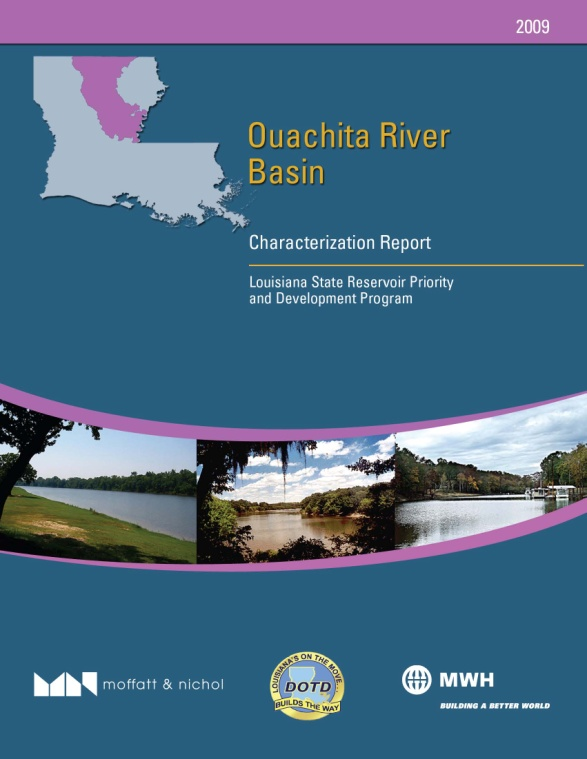 2009
Ouachita River
Basin
Characterization Report
Louisiana State Reservoir Priority
and Development Program
moffatt & nichol
LOUISIANA'S ON THE MOVE...
DOTD
BUILDS THE WAY
MWH
BUILDING A BETTER WORLD